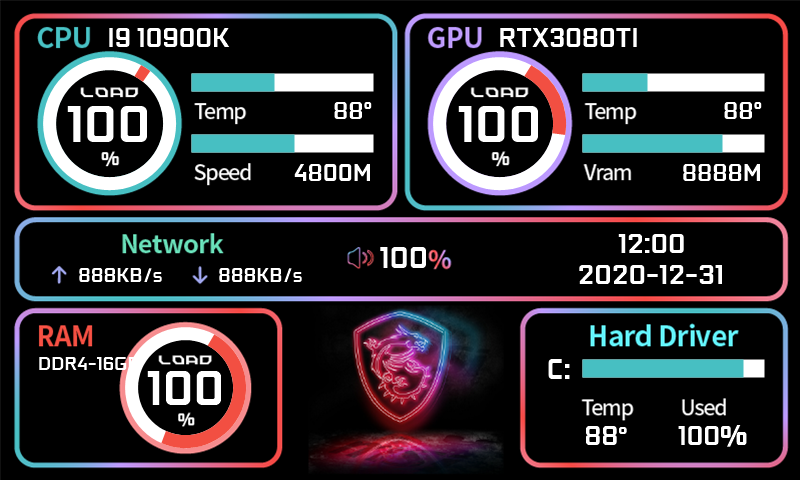 CPU I9 10900K
LOAD
100
%
Temp 88°
Speed 4800M
GPU RTX3080TI
LOAD
100
%
Temp 88°
Vram 8888M
Network
↑ 888KB/s ↓ 888KB/s
100%
12:00
2020-12-31
RAM
DDR4-16G
LOAD
100
%
Hard Driver
C:
Temp Used
88° 100%